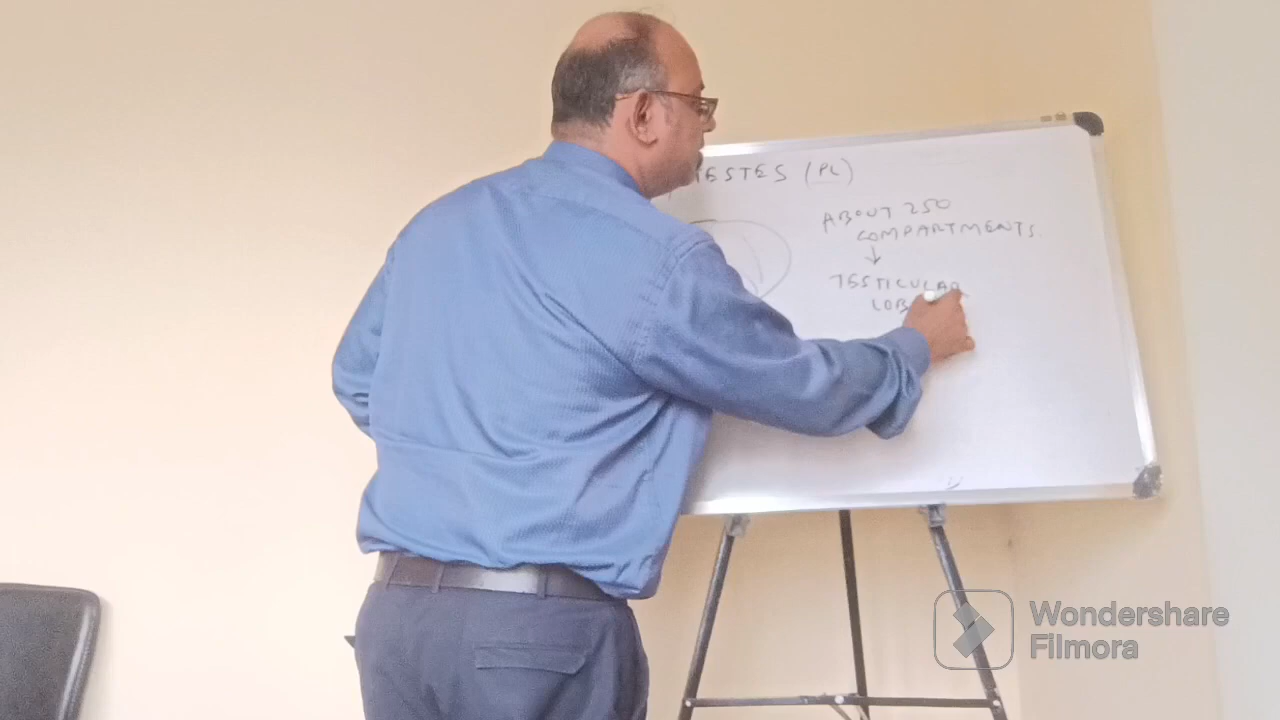 TESTES (PL)
ABOUT 250
COMPARTMENTS.
↓
TESTICULAR
LOB
Wondershare
Filmora